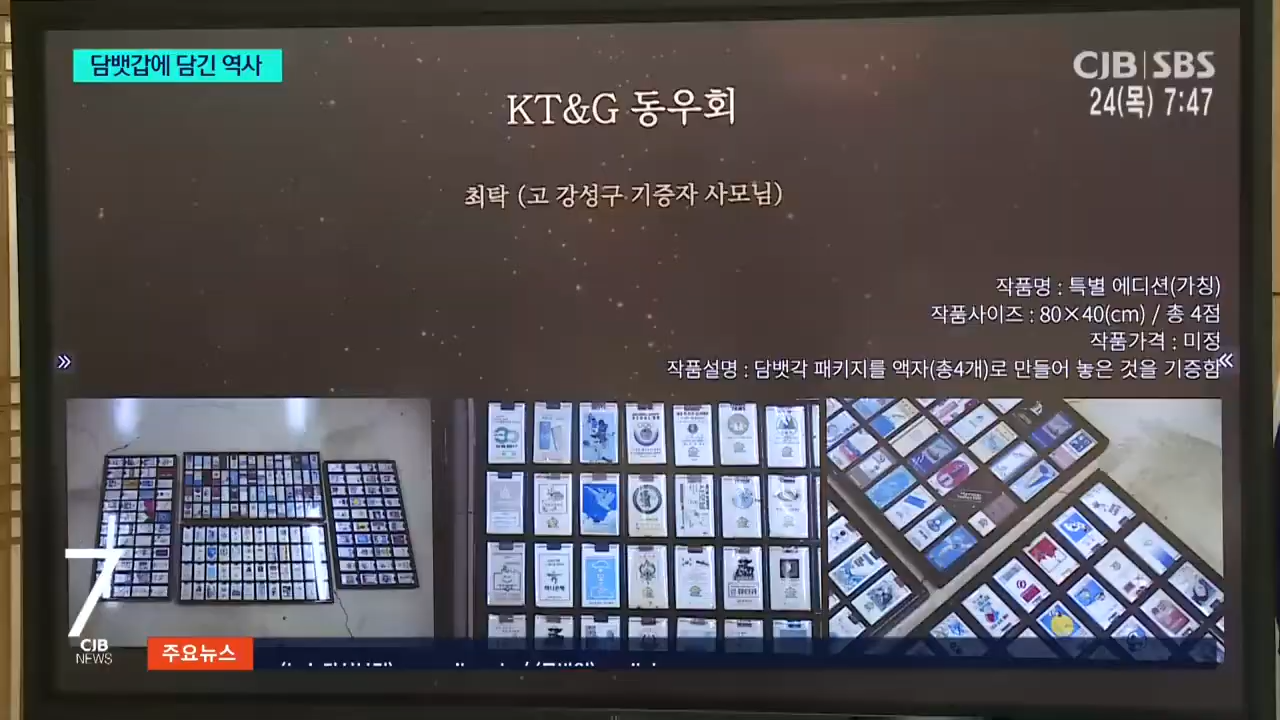 담뱃갑에 담긴 역사
CJB SBS
24(목) 7:47
KT&G 동우회
최탁 (고 강성구 기증자 사모님)
작품명 : 특별 에디션(가칭)
작품사이즈 : 80×40(cm) / 총 4점
작품가격 : 미정
작품설명 : 담뱃각 패키지를 액자(총4개)로 만들어 놓은 것을 기증함
7
CJB
NEWS
주요뉴스